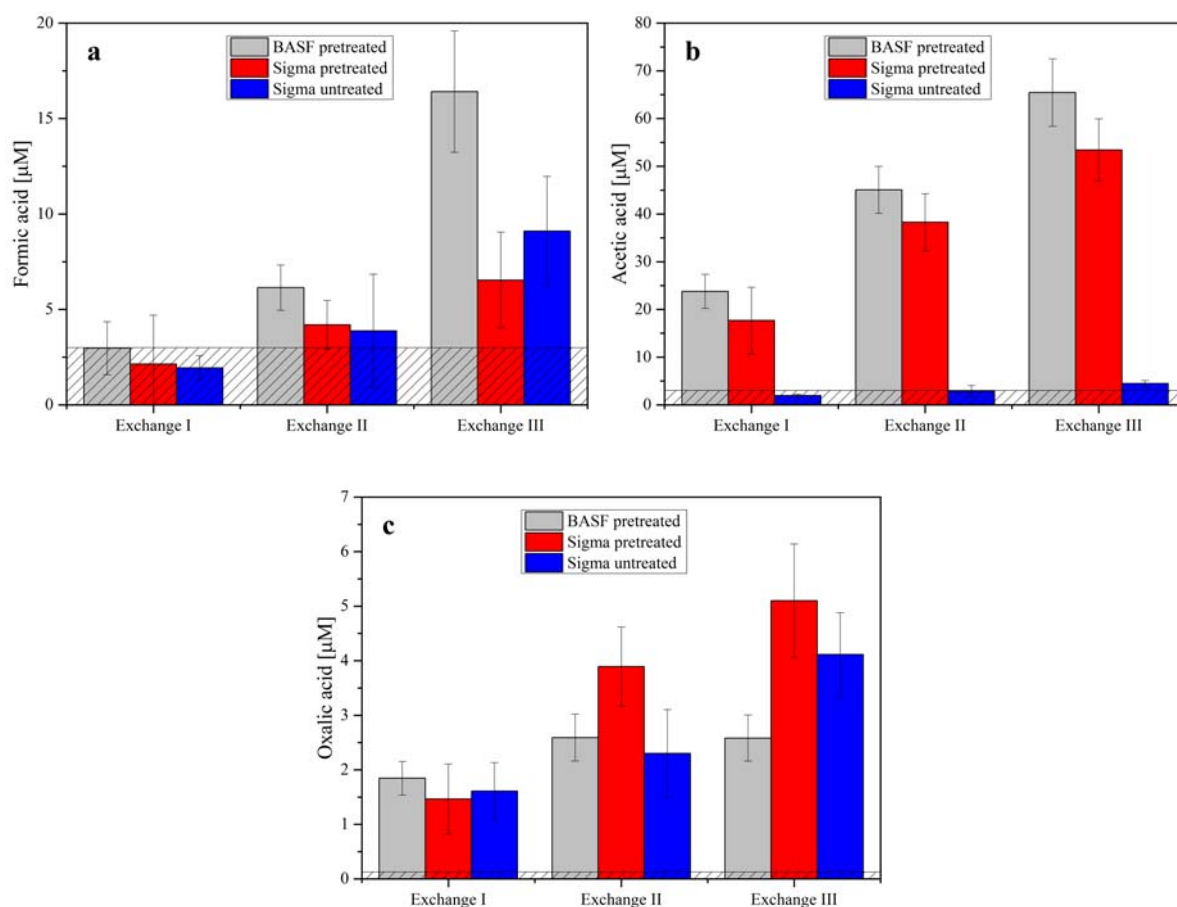 a
BASF pretreated
Sigma pretreated
Sigma untreated
Formic acid [µM]
20
15
10
5
0
Exchange I
Exchange II
Exchange III
b
BASF pretreated
Sigma pretreated
Sigma untreated
Acetic acid [µM]
80
70
60
50
40
30
20
10
0
Exchange I
Exchange II
Exchange III
c
BASF pretreated
Sigma pretreated
Sigma untreated
Oxalic acid [µM]
7
6
5
4
3
2
1
0
Exchange I
Exchange II
Exchange III